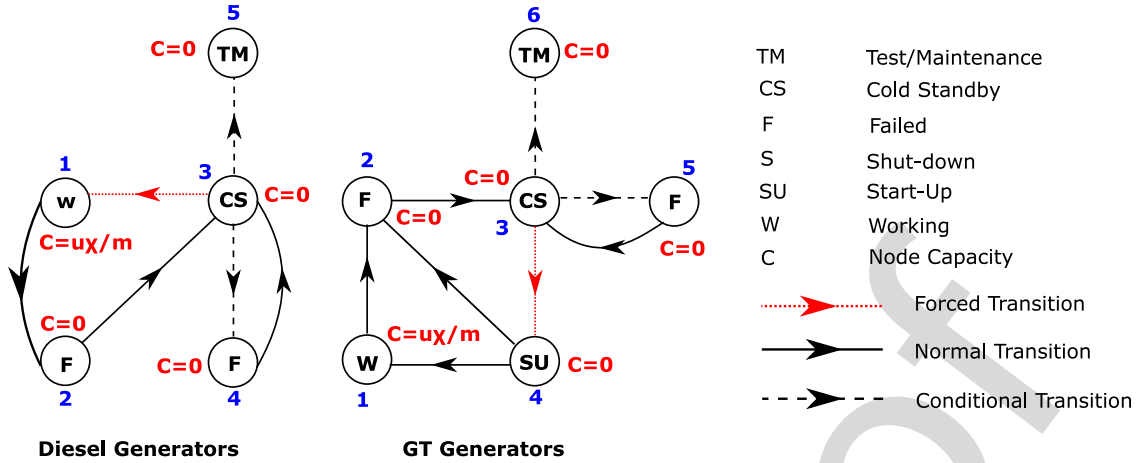 5
TM
C=0
1
w
C=uχ/m
3
CS
C=0
C=0
F
2
C=0
F
4
Diesel Generators
6
TM
C=0
2
F
C=0
C=0
CS
3
5
F
C=0
C=uχ/m
W
1
SU
4
C=0
GT Generators
TM Test/Maintenance
CS Cold Standby
F Failed
S Shut-down
SU Start-Up
W Working
C Node Capacity
Forced Transition
Normal Transition
Conditional Transition
of